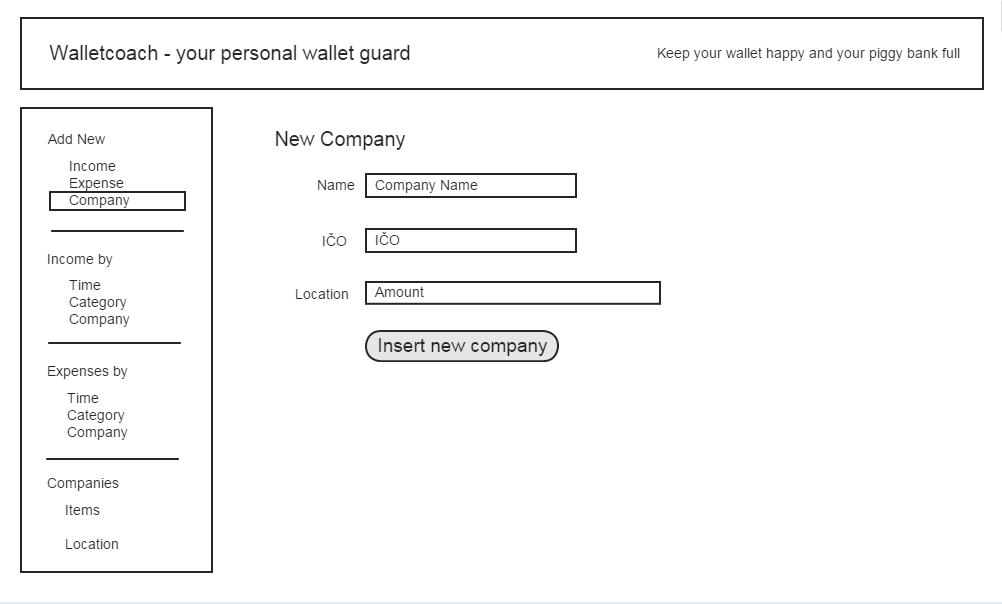 Walletcoach - your personal wallet guard
Keep your wallet happy and your piggy bank full
Add New
Income
Expense
Company
Income by
Time
Category
Company
Expenses by
Time
Category
Company
Companies
Items
Location
New Company
Name Company Name
IČO IČO
Location Amount
Insert new company